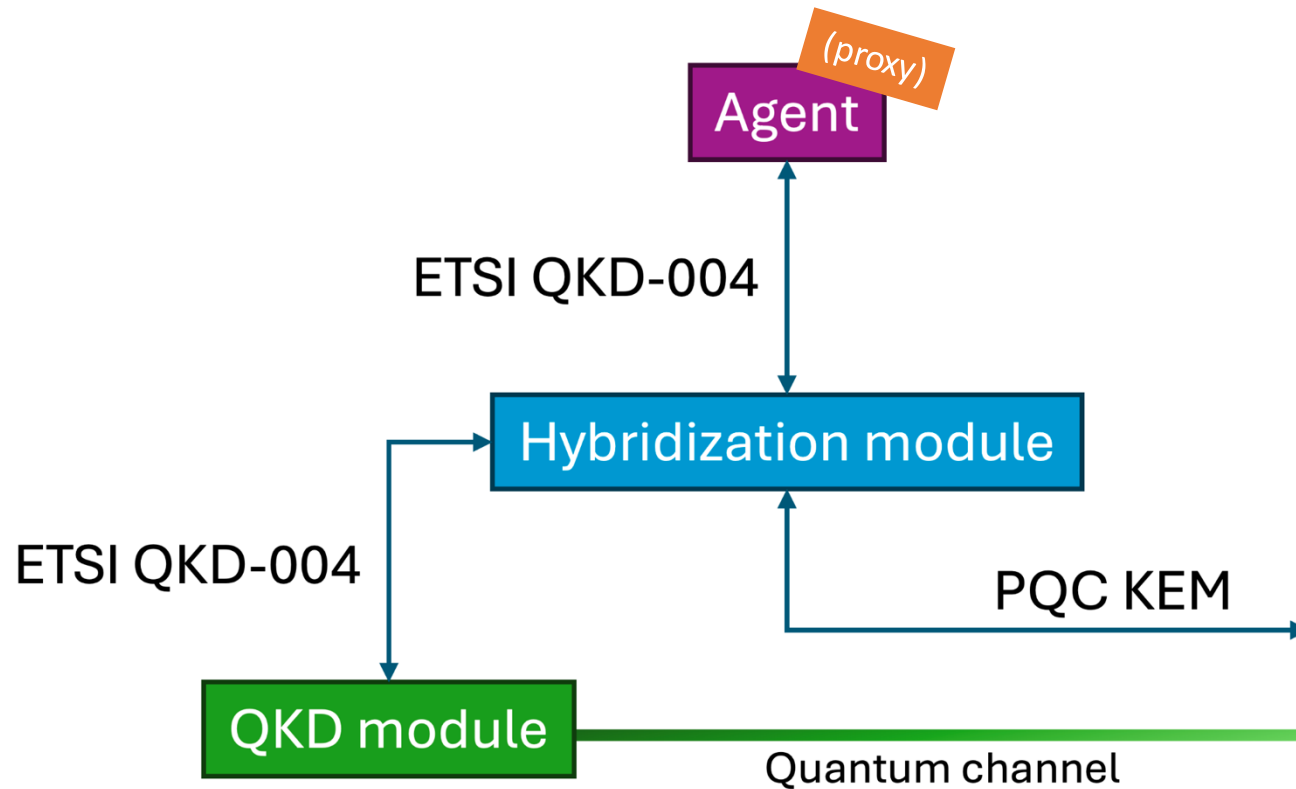 (proxy)
Agent
ETSI QKD-004
Hybridization module
ETSI QKD-004
PQC KEM
QKD module
Quantum channel